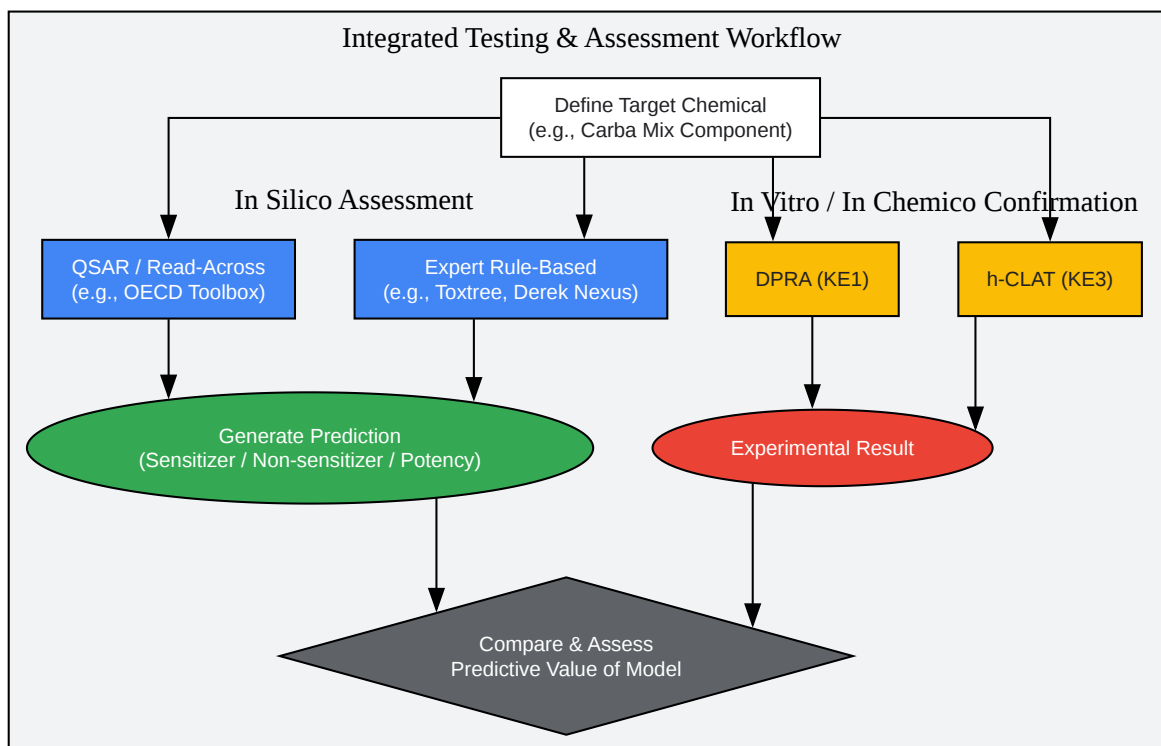 Integrated Testing & Assessment Workflow
Define Target Chemical
(e.g., Carba Mix Component)
In Silico Assessment
In Vitro / In Chemico Confirmation
QSAR / Read-Across
(e.g., OECD Toolbox)
Expert Rule-Based
(e.g., Toxtree, Derek Nexus)
DPRA (KE1)
h-CLAT (KE3)
Generate Prediction
(Sensitizer / Non-sensitizer / Potency)
Experimental Result
Compare & Assess
Predictive Value of Model